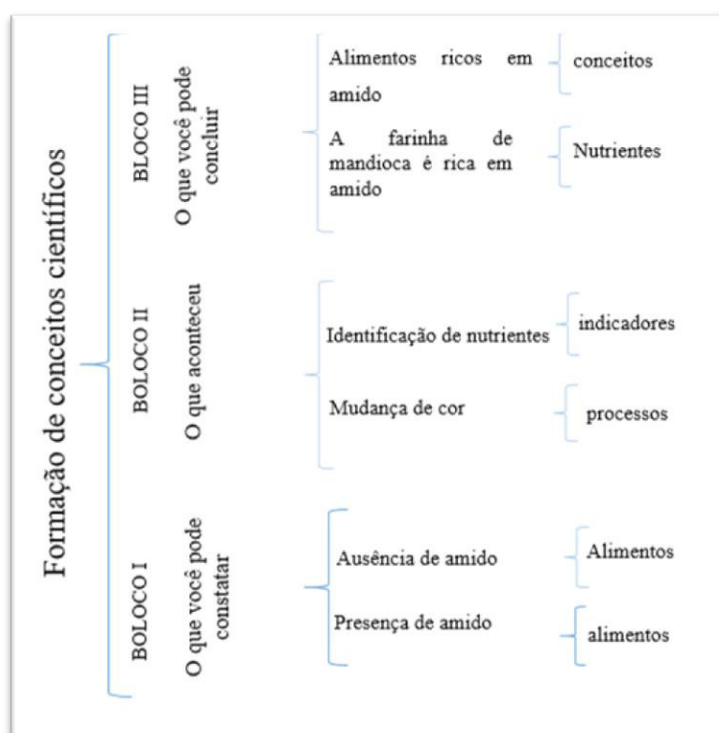 Formação de conceitos científicos
BLOCO III
O que você pode
concluir
Alimentos ricos em
amido
conceitos
A farinha de
mandioca é rica em
amido
Nutrientes
BOLOCO II
O que aconteceu
Identificação de nutrientes
indicadores
Mudança de cor
processos
BOLOCO I
O que você pode
constatar
Ausência de amido
Alimentos
Presença de amido
alimentos